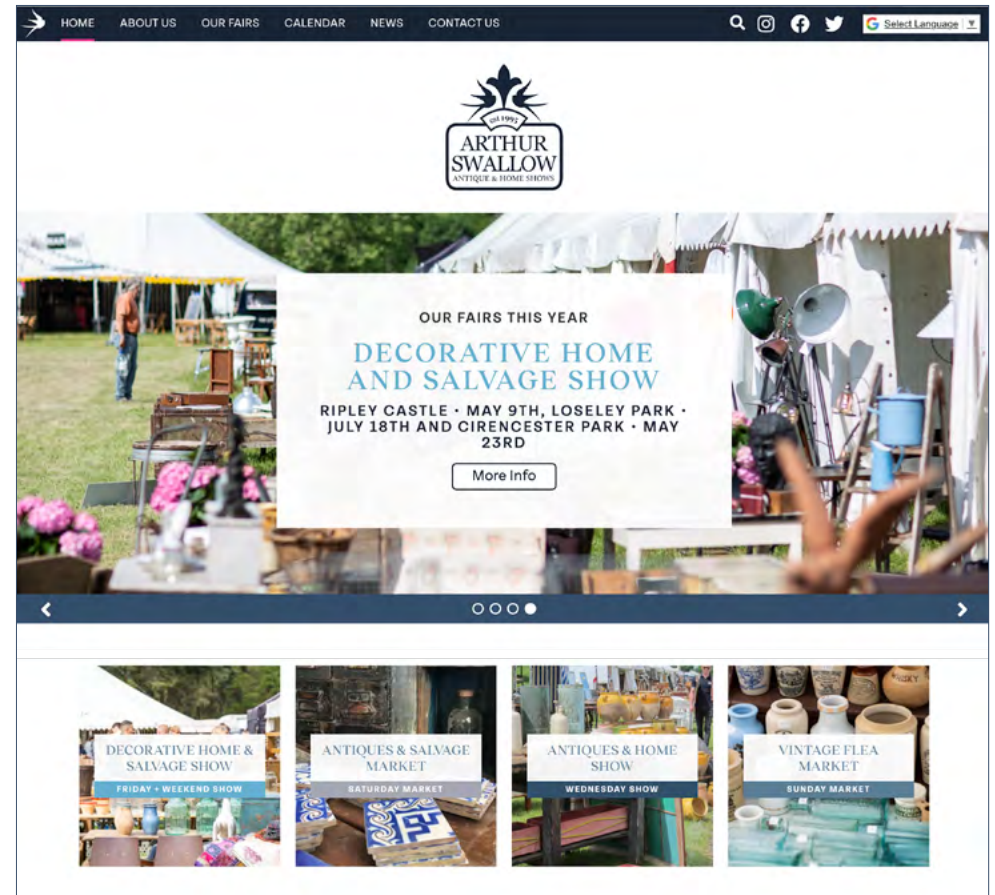 HOME ABOUT US OUR FAIRS CALENDAR NEWS CONTACT US Select Language
est 1995
ARTHUR
SWALLOW
ANTIQUE & HOME SHOWS
OUR FAIRS THIS YEAR
DECORATIVE HOME
AND SALVAGE SHOW
RIPLEY CASTLE • MAY 9TH, LOSELEY PARK •
JULY 18TH AND CIRENCESTER PARK • MAY
23RD
More Info
DECORATIVE HOME &
SALVAGE SHOW
FRIDAY + WEEKEND SHOW
ANTIQUES & SALVAGE
MARKET
SATURDAY MARKET
ANTIQUES & HOME
SHOW
WEDNESDAY SHOW
WHISKY
VINTAGE FLEA
MARKET
SUNDAY MARKET